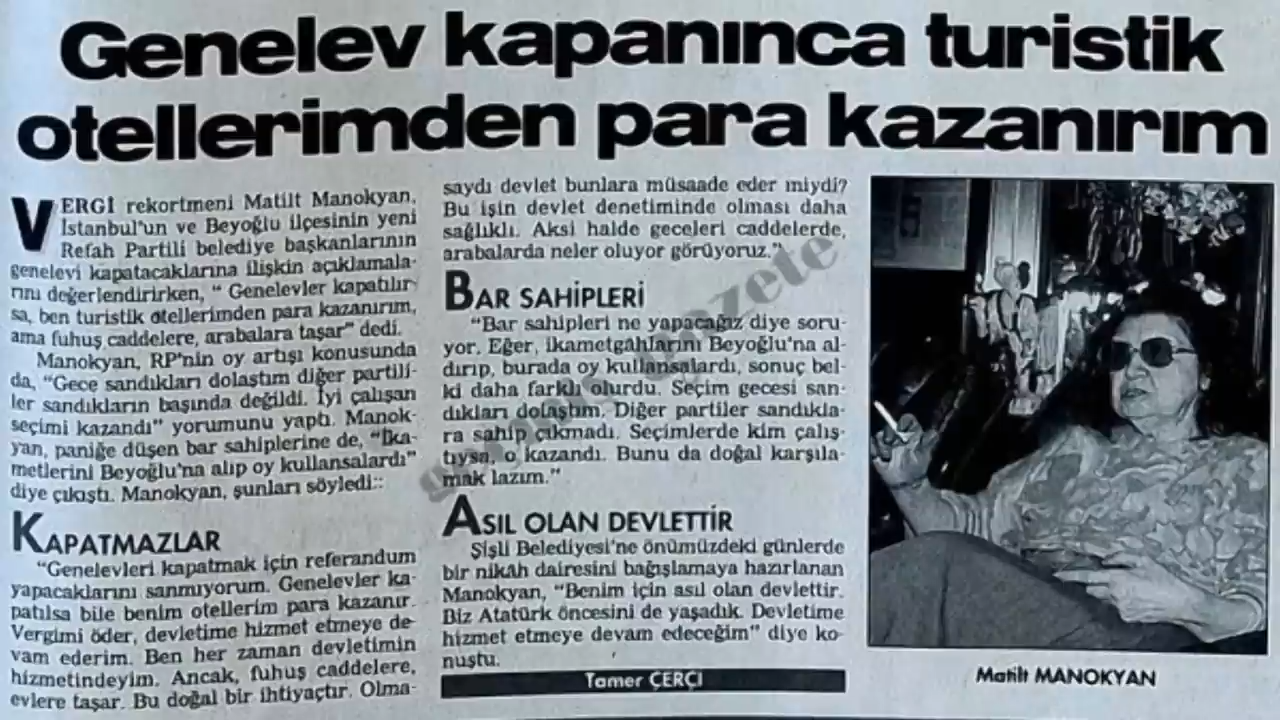 Genelev kapanınca turistik
otellerimden para kazanırım
VERGİ rekortmeni Matilt Manokyan,
İstanbul'un ve Beyoğlu ilçesinin yeni
Refah Partili belediye başkanlarının
genelevi kapatacaklarına ilişkin açıklamala-
rını değerlendirirken, " Genelevler kapatılır-
sa, ben turistik otellerimden para kazanırım,
ama fuhuş caddelere, arabalara taşar" dedi.
Manokyan, RP'nin oy artışı konusunda
da, "Gece sandıkları dolaştım diğer partili-
ler sandıkların başında değildi. İyi çalışan
seçimi kazandı" yorumunu yaptı. Manok-
yan, paniğe düşen bar sahiplerine de, "İka-
metlerini Beyoğlu'na alıp oy kullansalardı"
diye çıkıştı. Manokyan, şunları söyledi::
KAPATMAZLAR
"Genelevleri kapatmak için referandum
yapacaklarını sanmıyorum. Genelevler ka-
patılsa bile benim otellerim para kazanır.
Vergimi öder, devletime hizmet etmeye de-
vam ederim. Ben her zaman devletimin
hizmetindeyim. Ancak, fuhuş caddelere,
evlere taşar. Bu doğal bir ihtiyaçtır. Olma-
saydı devlet bunlara müsaade eder miydi?
Bu işin devlet denetiminde olması daha
sağlıklı. Aksi halde geceleri caddelerde,
arabalarda neler oluyor görüyoruz."
BAR SAHİPLERİ
"Bar sahipleri ne yapacağız diye soru-
yor. Eğer, ikametgahlarını Beyoğlu'na al-
dırıp, burada oy kullansalardı, sonuç bel-
ki daha farklı olurdu. Seçim gecesi san-
dıkları dolaştım. Diğer partiler sandıkla-
ra sahip çıkmadı. Seçimlerde kim çalış-
tıysa, o kazandı. Bunu da doğal karşıla-
mak lazım."
ASIL OLAN DEVLETTİR
Şişli Belediyesi'ne önümüzdeki günlerde
bir nikâh dairesini bağışlamaya hazırlanan
Manokyan, "Benim için asıl olan devlettir.
Biz Atatürk öncesini de yaşadık. Devletime
hizmet etmeye devam edeceğim" diye ko-
nuştu.
Tamer ÇERÇİ
Matilt MANOKYAN